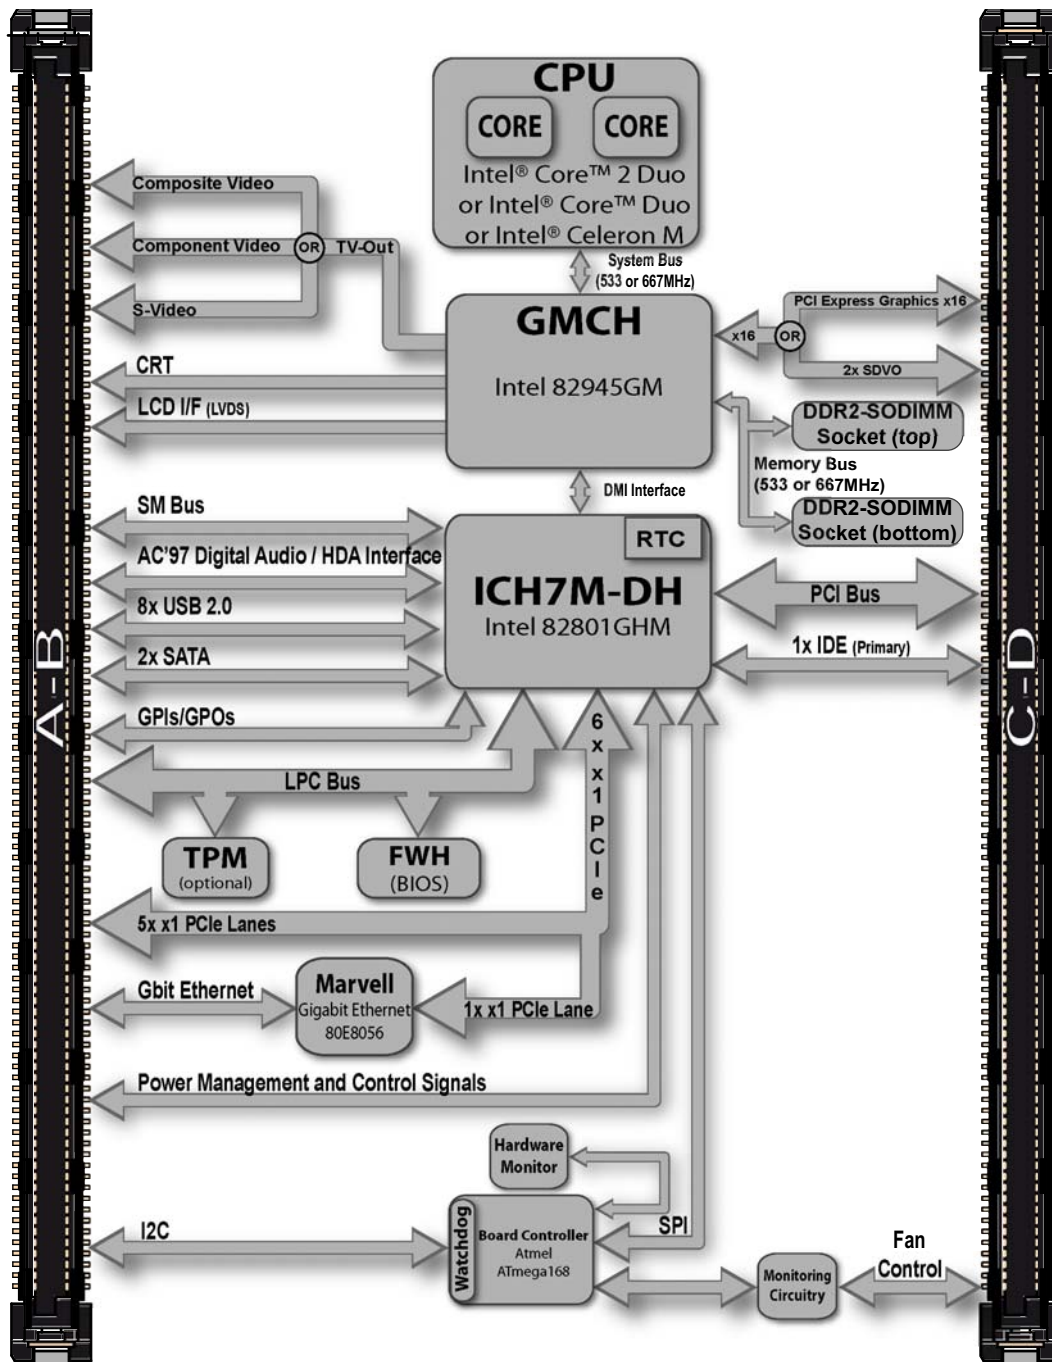 CPU
CORE
CORE
Intel® Core™ 2 Duo
or Intel® Core™ Duo
or Intel® Celeron M
System Bus
(533 or 667MHz)
Composite Video
Component Video
OR
TV-Out
S-Video
CRT
LCD I/F (LVDS)
GMCH
Intel 82945GM
x16
OR
PCI Express Graphics x16
2x SDVO
DDR2-SODIMM
Socket (top)
Memory Bus
(533 or 667MHz)
DDR2-SODIMM
Socket (bottom)
DMI Interface
SM Bus
AC'97 Digital Audio / HDA Interface
8x USB 2.0
2x SATA
GPIs/GPOs
RTC
ICH7M-DH
Intel 82801GHM
PCI Bus
1x IDE (Primary)
A-B
C-D
LPC Bus
6x x1 PCIe
TPM
(optional)
FWH
(BIOS)
5x x1 PCIe Lanes
Gbit Ethernet
Marvell
Gigabit Ethernet
80E8056
1x x1 PCIe Lane
Power Management and Control Signals
Hardware
Monitor
I2C
Watchdog
Board Controller
Atmel
ATmega168
SPI
Monitoring
Circuitry
Fan
Control